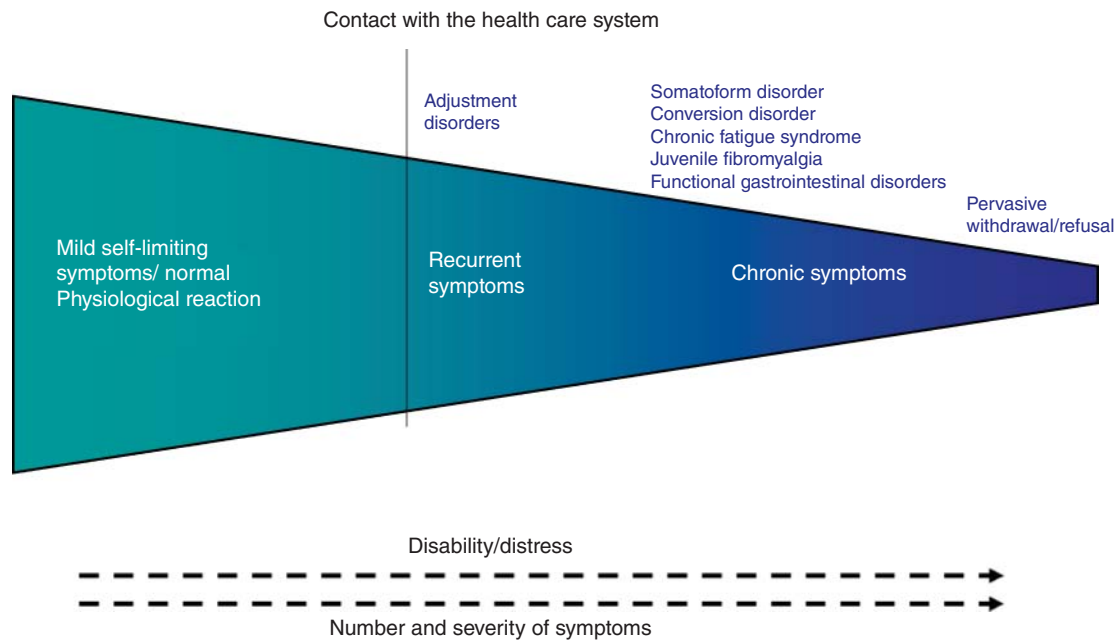 Contact with the health care system
Adjustment
disorders
Somatoform disorder
Conversion disorder
Chronic fatigue syndrome
Juvenile fibromyalgia
Functional gastrointestinal disorders
Pervasive
withdrawal/refusal
Mild self-limiting
symptoms/ normal
Physiological reaction
Recurrent
symptoms
Chronic symptoms
Disability/distress
Number and severity of symptoms